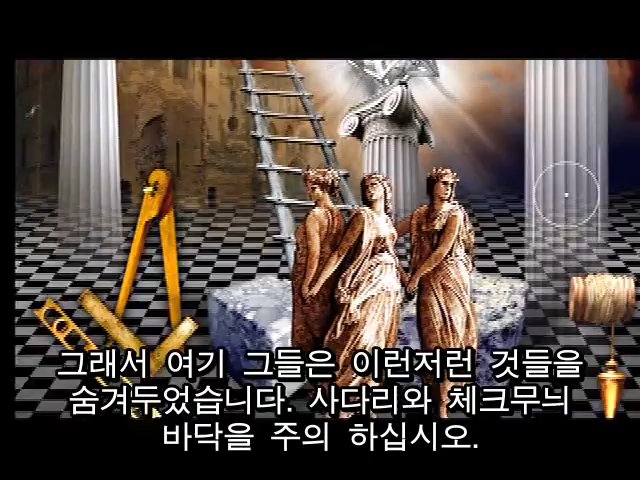 그래서 여기 그들은 이런저런 것들을
숨겨두었습니다. 사다리와 체크무늬
바닥을 주의 하십시오.